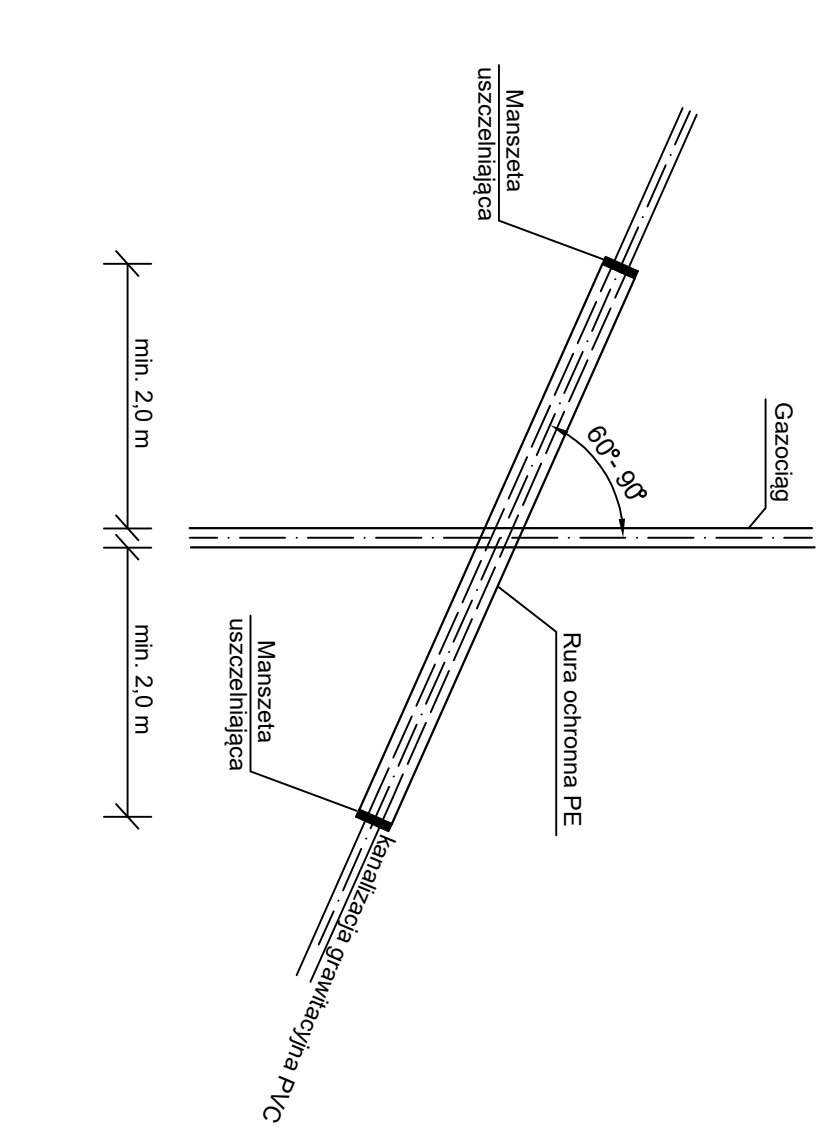 Manszeta
uszczelniająca
Gazociąg
60°- 90°
min. 2,0 m
min. 2,0 m
Rura ochronna PE
Manszeta
uszczelniająca
kanalizacja grawitacyjna PVC